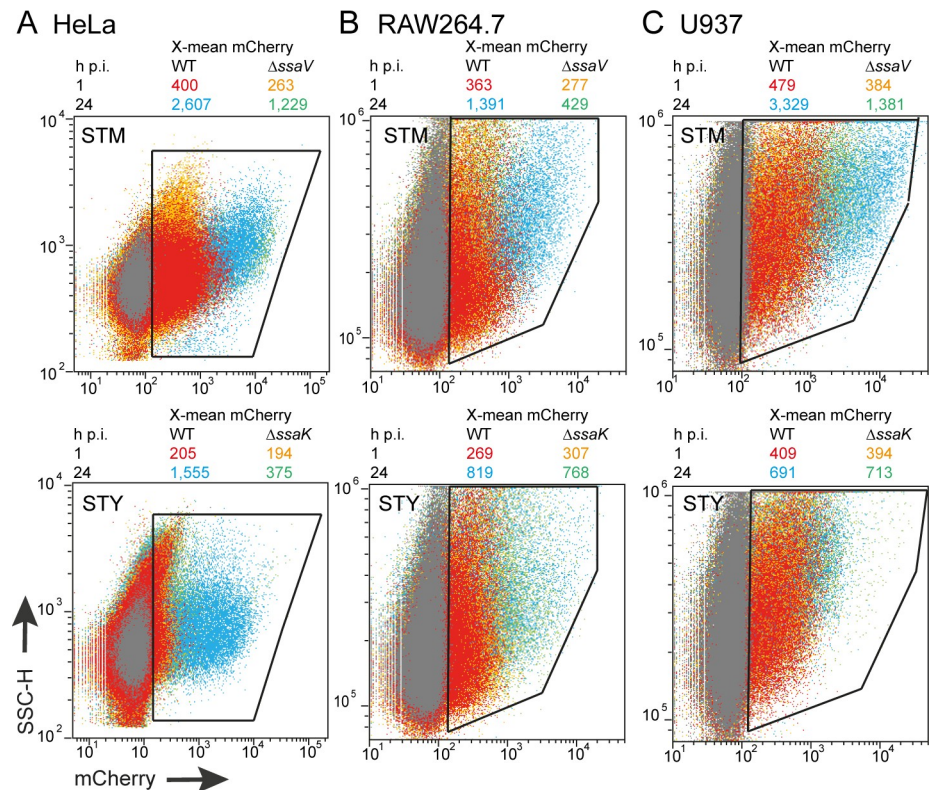 A HeLa
X-mean mCherry
h p.i. WT ΔssaV
1 400 263
24 2,607 1,229
STM
10⁴
10³
10²
10¹ 10² 10³ 10⁴ 10⁵
B RAW264.7
X-mean mCherry
h p.i. WT ΔssaV
1 363 277
24 1,391 429
STM
10⁶
10⁵
10¹ 10² 10³ 10⁴
C U937
X-mean mCherry
h p.i. WT ΔssaV
1 479 384
24 3,329 1,381
STM
10⁶
10⁵
10¹ 10² 10³ 10⁴
X-mean mCherry
h p.i. WT ΔssaK
1 205 194
24 1,555 375
STY
10⁴
10³
10²
10¹ 10² 10³ 10⁴ 10⁵
SSC-H
mCherry
X-mean mCherry
h p.i. WT ΔssaK
1 269 307
24 819 768
STY
10⁶
10⁵
10¹ 10² 10³ 10⁴
X-mean mCherry
h p.i. WT ΔssaK
1 409 394
24 691 713
STY
10⁶
10⁵
10¹ 10² 10³ 10⁴